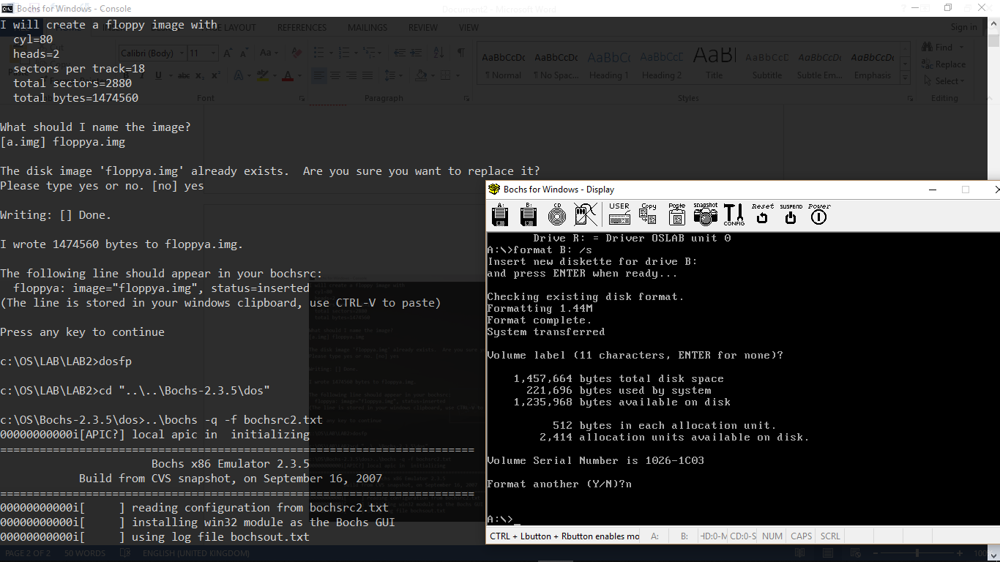 Bochs for Windows - Console
Document2 - Microsoft Word
I will create a floppy image with
cyl=80
heads=2
sectors per track=18
total sectors=2880
total bytes=1474560
What should I name the image?
[a.img] floppya.img
The disk image 'floppya.img' already exists.  Are you sure you want to replace it?
Please type yes or no. [no] yes
Writing: [] Done.
I wrote 1474560 bytes to floppya.img.
The following line should appear in your bochsrc:
floppya: image="floppya.img", status=inserted
(The line is stored in your windows clipboard, use CTRL-V to paste)
Press any key to continue
c:\OS\LAB\LAB2>dosfp
c:\OS\LAB\LAB2>cd "..\..\Bochs-2.3.5\dos"
c:\OS\Bochs-2.3.5\dos>..\bochs -q -f bochsrc2.txt
00000000000i[APIC?] local apic in  initializing
========================================================================
Bochs x86 Emulator 2.3.5
Build from CVS snapshot, on September 16, 2007
========================================================================
00000000000i[     ] reading configuration from bochsrc2.txt
00000000000i[     ] installing win32 module as the Bochs GUI
00000000000i[     ] using log file bochsout.txt
LAYOUT REFERENCES MAILINGS REVIEW VIEW Sign in
Calibri (Body) 11
AaBbCcDc AaBbCcDc AaBbCc AaBbCcC AaB AaBbCcD AaBbCcDc AaBbCcDc
¶ Normal ¶ No Spac... Heading 1 Heading 2 Title Subtitle Subtle Em... Emphasis
Find
Replace
Select
Font Paragraph Styles Editing
Bochs for Windows - Display
A: B: CD USER Copy Paste snapshot CONFIG Reset SUSPEND Power
Drive R: = Driver OSLAB unit 0
A:\>format B: /s
Insert new diskette for drive B:
and press ENTER when ready...
Checking existing disk format.
Formatting 1.44M
Format complete.
System transferred
Volume label (11 characters, ENTER for none)?
1,457,664 bytes total disk space
221,696 bytes used by system
1,235,968 bytes available on disk
512 bytes in each allocation unit.
2,414 allocation units available on disk.
Volume Serial Number is 1026-1C03
Format another (Y/N)?n
A:\>_
CTRL + Lbutton + Rbutton enables mo A: B: HD:0-M CD:0-S NUM CAPS SCRL
PAGE 2 OF 2 50 WORDS ENGLISH (UNITED KINGDOM) 100